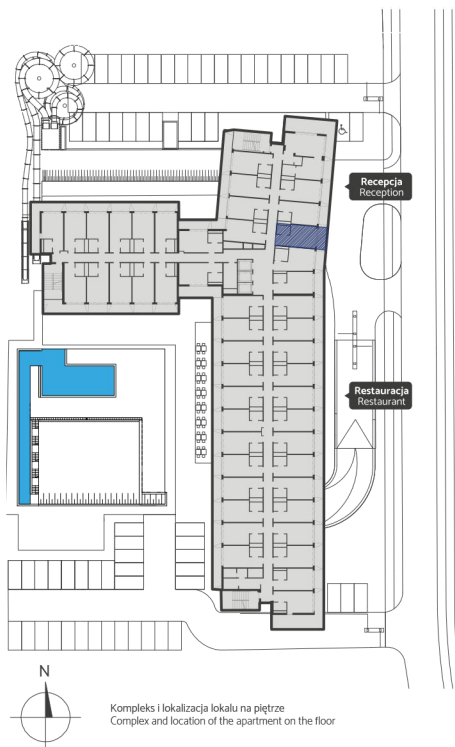 Recepcja
Reception
Restauracja
Restaurant
N
Kompleks i lokalizacja lokalu na piętrze
Complex and location of the apartment on the floor